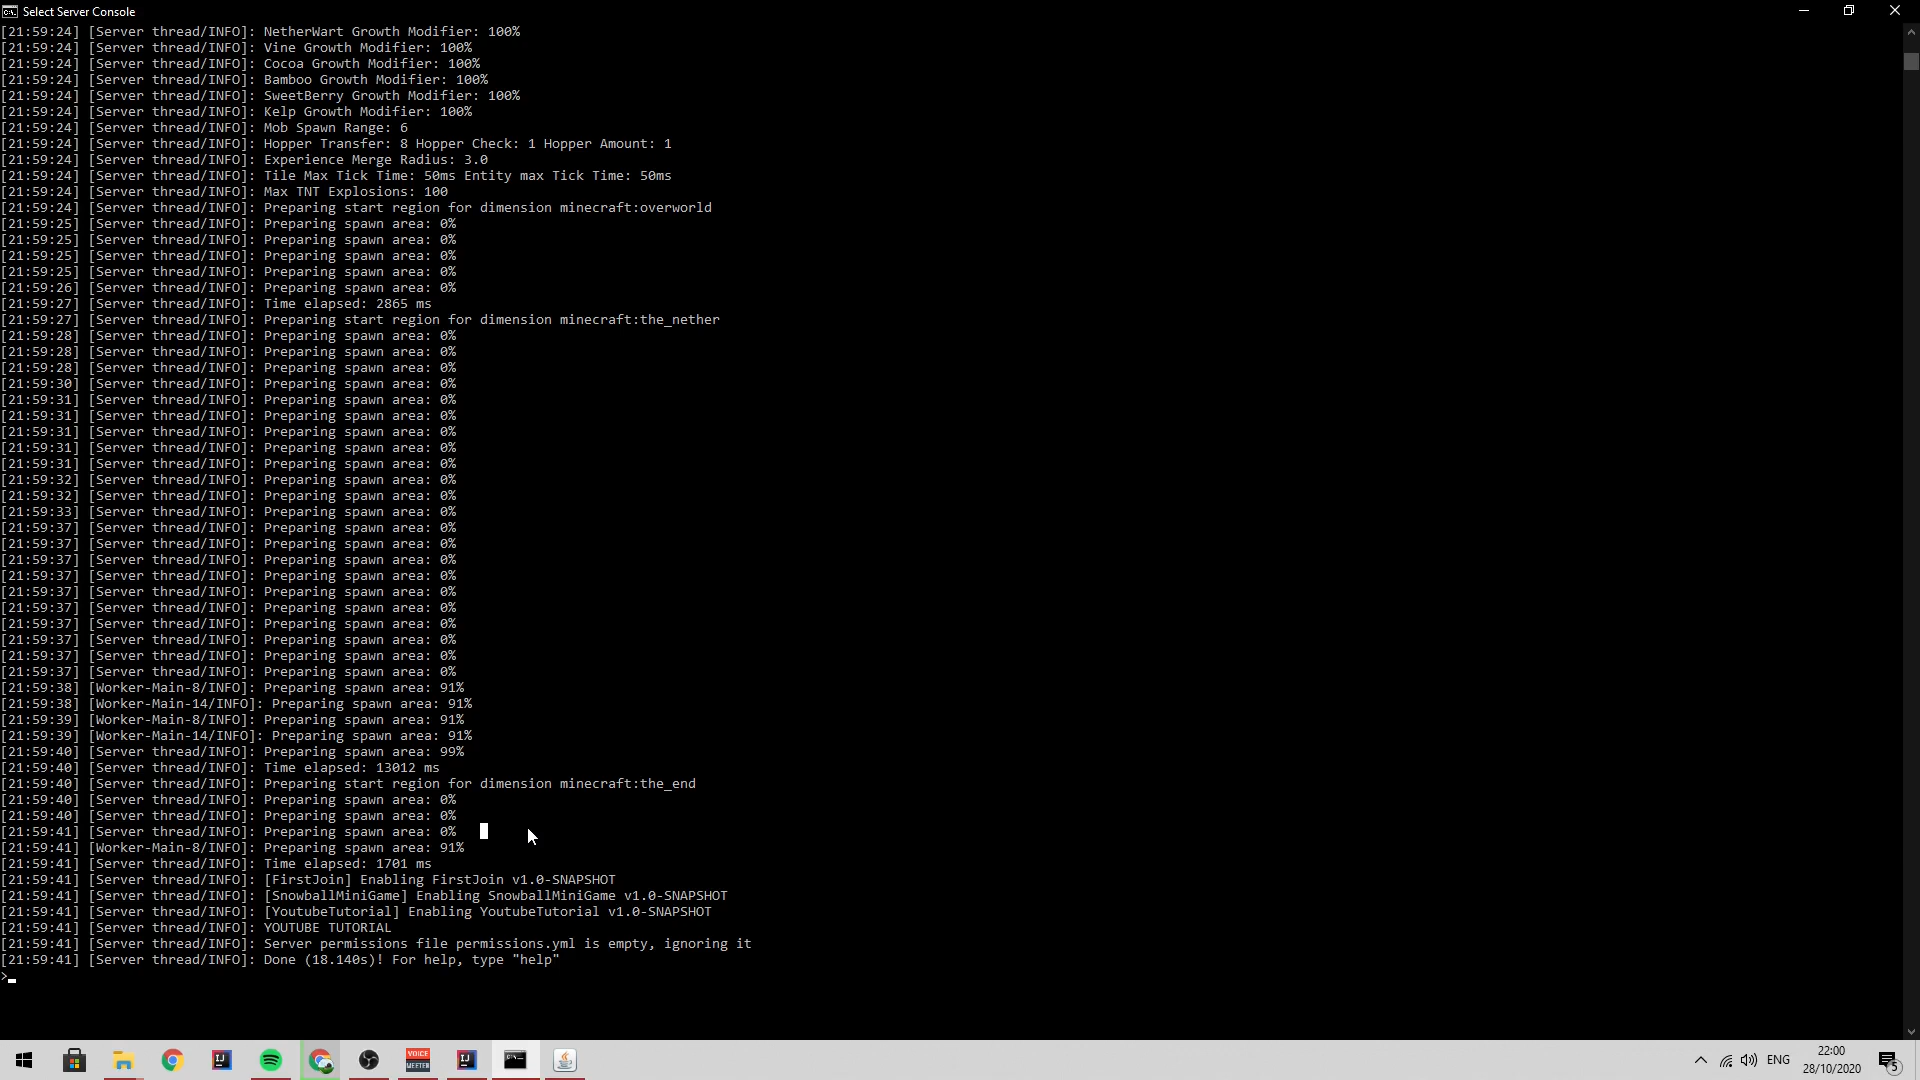 Select Server Console
[21:59:24] [Server thread/INFO]: NetherWart Growth Modifier: 100%
[21:59:24] [Server thread/INFO]: Vine Growth Modifier: 100%
[21:59:24] [Server thread/INFO]: Cocoa Growth Modifier: 100%
[21:59:24] [Server thread/INFO]: Bamboo Growth Modifier: 100%
[21:59:24] [Server thread/INFO]: SweetBerry Growth Modifier: 100%
[21:59:24] [Server thread/INFO]: Kelp Growth Modifier: 100%
[21:59:24] [Server thread/INFO]: Mob Spawn Range: 6
[21:59:24] [Server thread/INFO]: Hopper Transfer: 8 Hopper Check: 1 Hopper Amount: 1
[21:59:24] [Server thread/INFO]: Experience Merge Radius: 3.0
[21:59:24] [Server thread/INFO]: Tile Max Tick Time: 50ms Entity max Tick Time: 50ms
[21:59:24] [Server thread/INFO]: Max TNT Explosions: 100
[21:59:24] [Server thread/INFO]: Preparing start region for dimension minecraft:overworld
[21:59:25] [Server thread/INFO]: Preparing spawn area: 0%
[21:59:25] [Server thread/INFO]: Preparing spawn area: 0%
[21:59:25] [Server thread/INFO]: Preparing spawn area: 0%
[21:59:25] [Server thread/INFO]: Preparing spawn area: 0%
[21:59:26] [Server thread/INFO]: Preparing spawn area: 0%
[21:59:27] [Server thread/INFO]: Time elapsed: 2865 ms
[21:59:27] [Server thread/INFO]: Preparing start region for dimension minecraft:the_nether
[21:59:28] [Server thread/INFO]: Preparing spawn area: 0%
[21:59:28] [Server thread/INFO]: Preparing spawn area: 0%
[21:59:28] [Server thread/INFO]: Preparing spawn area: 0%
[21:59:30] [Server thread/INFO]: Preparing spawn area: 0%
[21:59:31] [Server thread/INFO]: Preparing spawn area: 0%
[21:59:31] [Server thread/INFO]: Preparing spawn area: 0%
[21:59:31] [Server thread/INFO]: Preparing spawn area: 0%
[21:59:31] [Server thread/INFO]: Preparing spawn area: 0%
[21:59:31] [Server thread/INFO]: Preparing spawn area: 0%
[21:59:32] [Server thread/INFO]: Preparing spawn area: 0%
[21:59:32] [Server thread/INFO]: Preparing spawn area: 0%
[21:59:33] [Server thread/INFO]: Preparing spawn area: 0%
[21:59:37] [Server thread/INFO]: Preparing spawn area: 0%
[21:59:37] [Server thread/INFO]: Preparing spawn area: 0%
[21:59:37] [Server thread/INFO]: Preparing spawn area: 0%
[21:59:37] [Server thread/INFO]: Preparing spawn area: 0%
[21:59:37] [Server thread/INFO]: Preparing spawn area: 0%
[21:59:37] [Server thread/INFO]: Preparing spawn area: 0%
[21:59:37] [Server thread/INFO]: Preparing spawn area: 0%
[21:59:37] [Server thread/INFO]: Preparing spawn area: 0%
[21:59:37] [Server thread/INFO]: Preparing spawn area: 0%
[21:59:37] [Server thread/INFO]: Preparing spawn area: 0%
[21:59:38] [Worker-Main-8/INFO]: Preparing spawn area: 91%
[21:59:38] [Worker-Main-14/INFO]: Preparing spawn area: 91%
[21:59:39] [Worker-Main-8/INFO]: Preparing spawn area: 91%
[21:59:39] [Worker-Main-14/INFO]: Preparing spawn area: 91%
[21:59:40] [Server thread/INFO]: Preparing spawn area: 99%
[21:59:40] [Server thread/INFO]: Time elapsed: 13012 ms
[21:59:40] [Server thread/INFO]: Preparing start region for dimension minecraft:the_end
[21:59:40] [Server thread/INFO]: Preparing spawn area: 0%
[21:59:40] [Server thread/INFO]: Preparing spawn area: 0%
[21:59:41] [Server thread/INFO]: Preparing spawn area: 0%
[21:59:41] [Worker-Main-8/INFO]: Preparing spawn area: 91%
[21:59:41] [Server thread/INFO]: Time elapsed: 1701 ms
[21:59:41] [Server thread/INFO]: [FirstJoin] Enabling FirstJoin v1.0-SNAPSHOT
[21:59:41] [Server thread/INFO]: [SnowballMiniGame] Enabling SnowballMiniGame v1.0-SNAPSHOT
[21:59:41] [Server thread/INFO]: [YoutubeTutorial] Enabling YoutubeTutorial v1.0-SNAPSHOT
[21:59:41] [Server thread/INFO]: YOUTUBE TUTORIAL
[21:59:41] [Server thread/INFO]: Server permissions file permissions.yml is empty, ignoring it
[21:59:41] [Server thread/INFO]: Done (18.140s)! For help, type "help"
>
IJ
VOICE
MEETER
IJ
ENG
22:00
28/10/2020
5